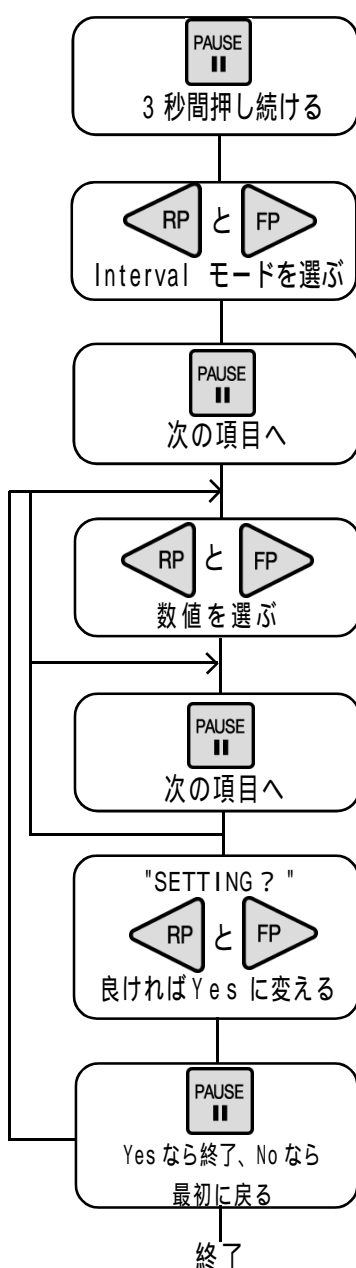 PAUSE
3 秒間押し続ける
RP と FP
Interval モードを選ぶ
PAUSE
次の項目へ
RP と FP
数値を選ぶ
PAUSE
次の項目へ
"SETTING？"
RP と FP
良ければYes に変える
PAUSE
Yes なら終了、No なら
最初に戻る
終了